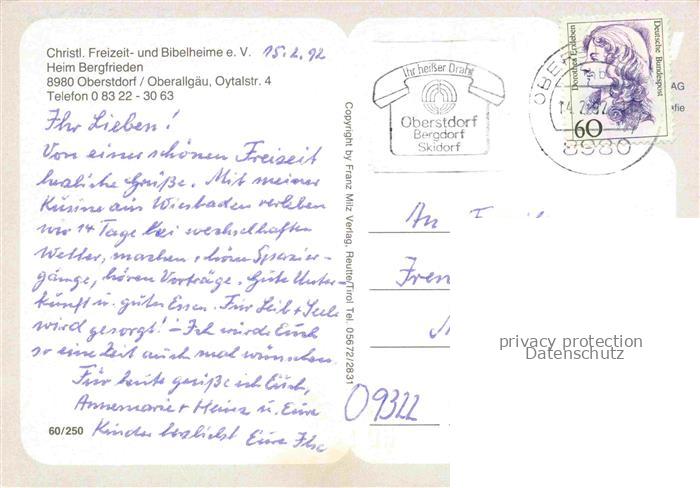 Christl. Freizeit- und Bibelheime e. V. 15.2.92
Heim Bergfrieden
8980 Oberstdorf / Oberallgäu, Oytalstr. 4
Telefon 0 83 22 - 30 63
Ihr Lieben!
Von einer schönen Freizeit
herzliche Grüße. Mit meiner
Kusine aus Wiesbaden verleben
wir 14 Tage bei wechselhaften
Wetter, machen schöne Spazier-
gänge, hören Vorträge. Gute Unter-
kunft u. gutes Essen. Für Leib + Seele
wird gesorgt! – Ich würde Euch
so eine Zeit auch mal wünschen.
Für heute grüße ich Euch,
Annemarie + Heinz u. Eure
Kinder herzlichst Eure Ilse
60/250
Copyright by Franz Milz Verlag, Reutte/Tirol Tel. 05672/2831
Ihr heißer Draht
Oberstdorf
Bergdorf
Skidorf
Dorothea Erxleben
Deutsche Bundespost
60
8980
AG
An
09322
privacy protection
Datenschutz